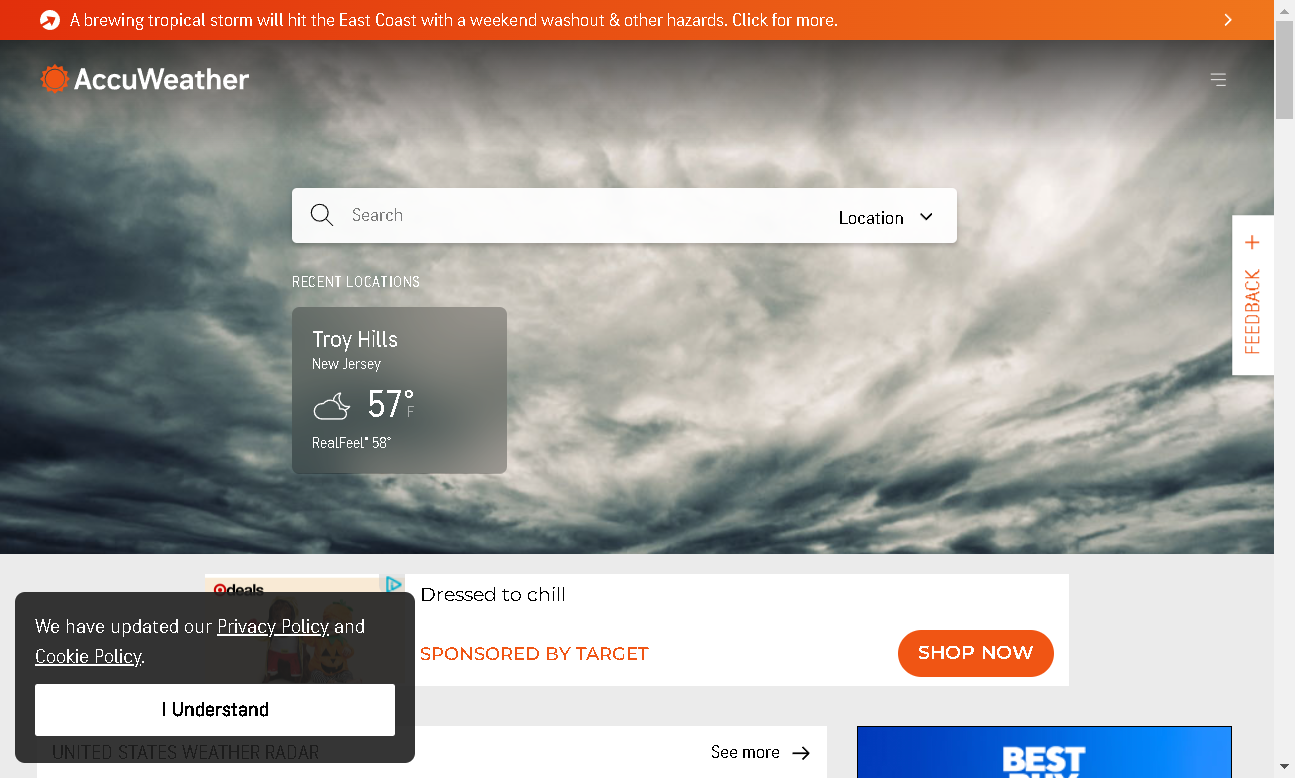 A brewing tropical storm will hit the East Coast with a weekend washout & other hazards. Click for more.
AccuWeather
Search
Location
RECENT LOCATIONS
Troy Hills
New Jersey
57°
F
RealFeel® 58°
FEEDBACK
deals
Dressed to chill
SPONSORED BY TARGET
SHOP NOW
We have updated our Privacy Policy and
Cookie Policy.
I Understand
UNITED STATES WEATHER RADAR
See more
BEST
BUY